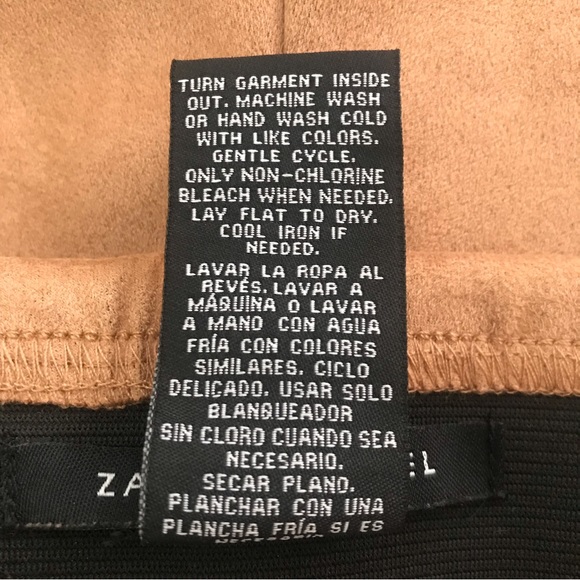 TURN GARMENT INSIDE
OUT. MACHINE WASH
OR HAND WASH COLD
WITH LIKE COLORS.
GENTLE CYCLE.
ONLY NON-CHLORINE
BLEACH WHEN NEEDED.
LAY FLAT TO DRY.
COOL IRON IF
NEEDED.
LAVAR LA ROPA AL
REVÉS. LAVAR A
MÁQUINA O LAVAR
A MANO CON AGUA
FRÍA CON COLORES
SIMILARES. CICLO
DELICADO. USAR SOLO
BLANQUEADOR
SIN CLORO CUANDO SEA
NECESARIO.
SECAR PLANO.
PLANCHAR CON UNA
PLANCHA FRÍA SI ES
NECESARIO